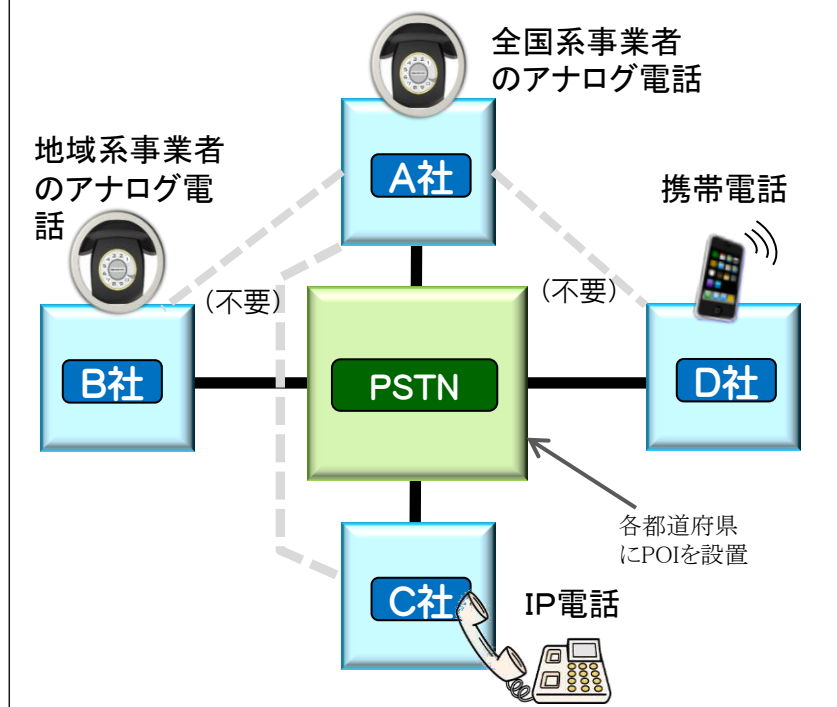 全国系事業者
のアナログ電話
A社
地域系事業者
のアナログ電
話
携帯電話
(不要)
(不要)
B社
PSTN
D社
各都道府県
にPOIを設置
C社
IP電話